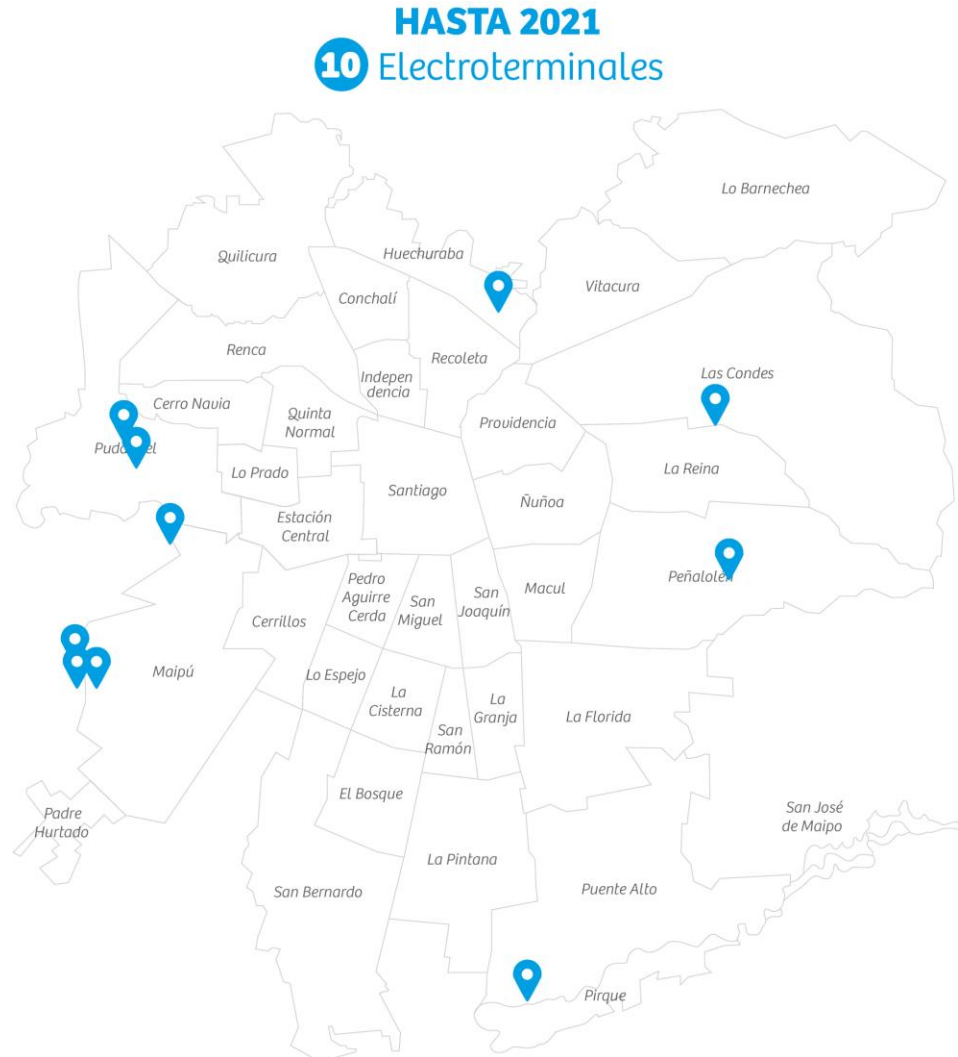 HASTA 2021
10 Electroterminales
Lo Barnechea
Quilicura
Huechuraba
Vitacura
Conchalí
Renca
Recoleta
Las Condes
Indepen
dencia
Cerro Navia
Quinta
Normal
Providencia
Pudahuel
Lo Prado
La Reina
Santiago
Ñuñoa
Estación
Central
Pedro
Aguirre
Cerda
San
Miguel
San
Joaquín
Macul
Peñalolén
Cerrillos
Maipú
Lo Espejo
La
Cisterna
La
Granja
La Florida
San
Ramón
El Bosque
Padre
Hurtado
San José
de Maipo
La Pintana
San Bernardo
Puente Alto
Pirque